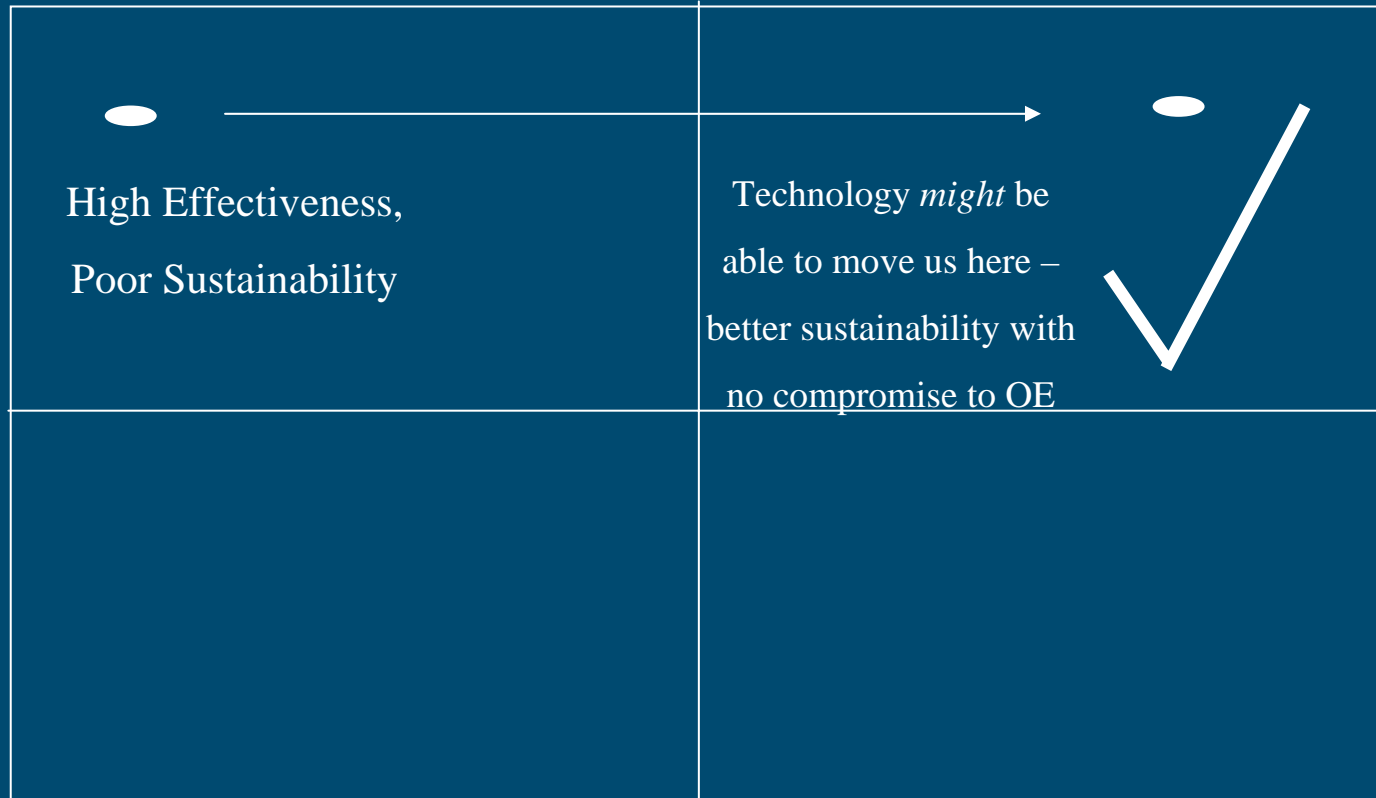 High Effectiveness,
Poor Sustainability
Technology might be
able to move us here –
better sustainability with
no compromise to OE